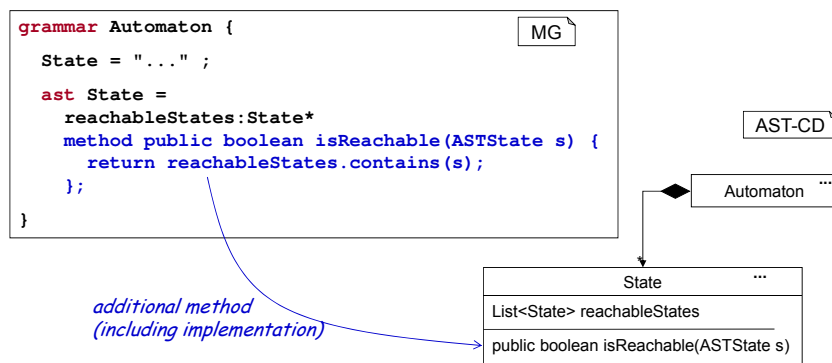 grammar Automaton {
MG
State = "..." ;
ast State =
reachableStates:State*
method public boolean isReachable(ASTState s) {
return reachableStates.contains(s);
};
}
AST-CD
Automaton
...
*
State
...
List<State> reachableStates
public boolean isReachable(ASTState s)
additional method
(including implementation)